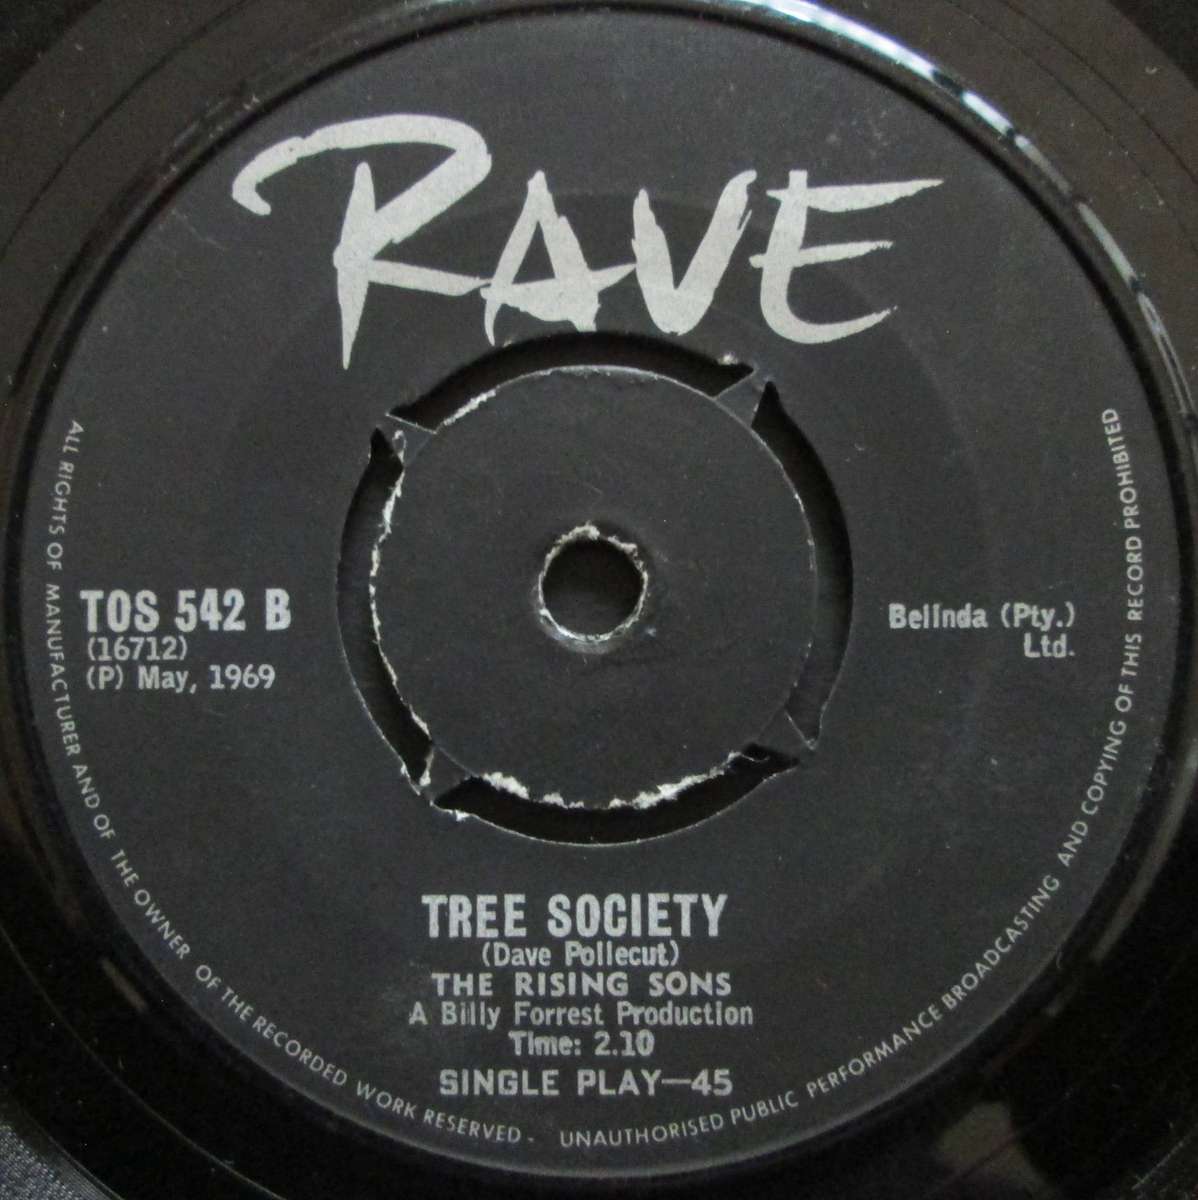 RAVE
TOS 542 B
(16712)
(P) May, 1969
Belinda (Pty.)
Ltd.
TREE SOCIETY
(Dave Pollecut)
THE RISING SONS
A Billy Forrest Production
Time: 2.10
SINGLE PLAY—45
ALL RIGHTS OF MANUFACTURER AND OF THE OWNER OF THE RECORDED WORK RESERVED - UNAUTHORISED PUBLIC PERFORMANCE BROADCASTING AND COPYING OF THIS RECORD PROHIBITED